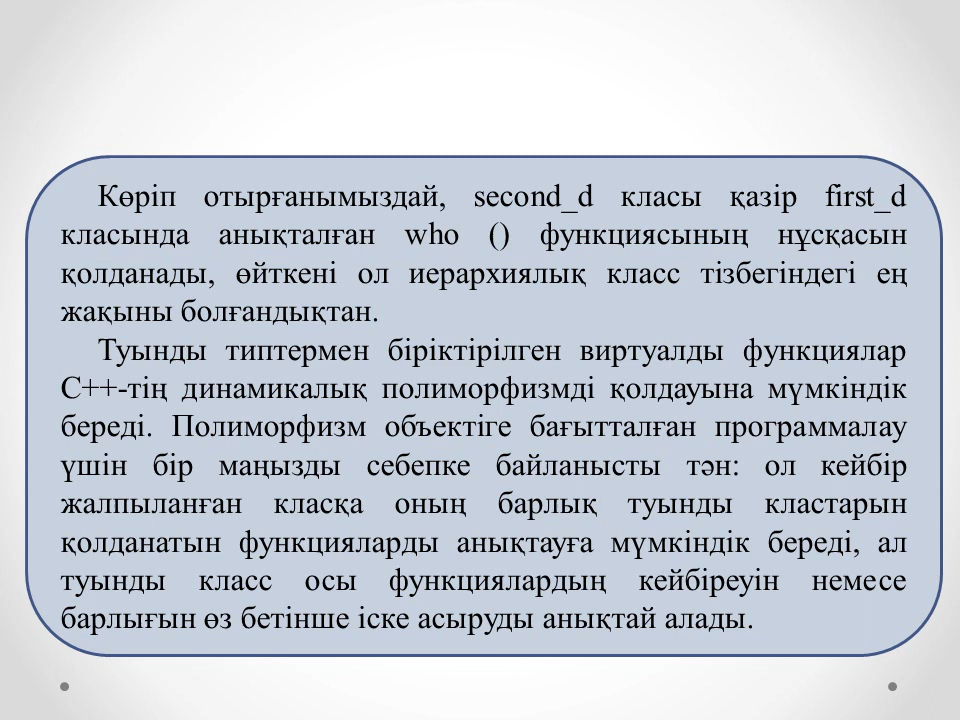 Көріп отырғанымыздай, second_d класы қазір first_d
класында анықталған who () функциясының нұсқасын
қолданады, өйткені ол иерархиялық класс тізбегіндегі ең
жақыны болғандықтан.
Туынды типтермен біріктірілген виртуалды функциялар
С++-тің динамикалық полиморфизмді қолдауына мүмкіндік
береді. Полиморфизм объектіге бағытталған программалау
үшін бір маңызды себепке байланысты тән: ол кейбір
жалпыланған класқа оның барлық туынды кластарын
қолданатын функцияларды анықтауға мүмкіндік береді, ал
туынды класс осы функциялардың кейбіреуін немесе
барлығын өз бетінше іске асыруды анықтай алады.